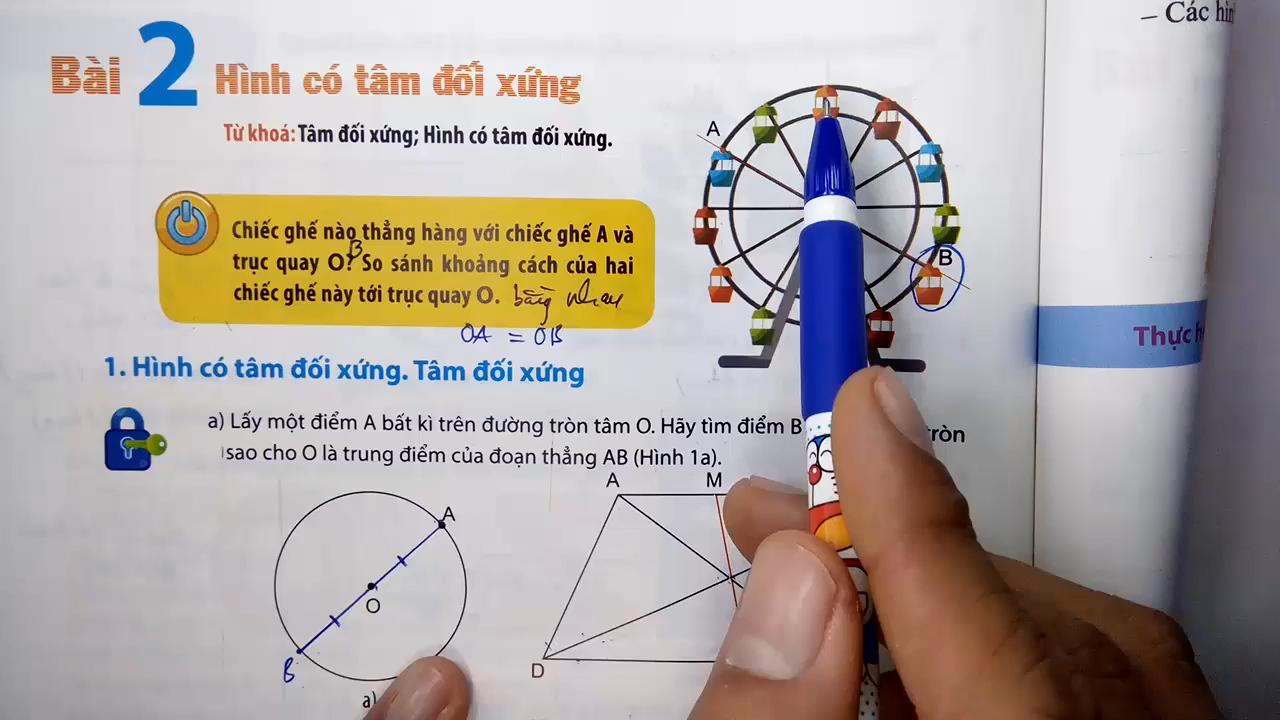 – Các
Bài 2 Hình có tâm đối xứng
Từ khoá: Tâm đối xứng; Hình có tâm đối xứng.
A
Chiếc ghế nào thẳng hàng với chiếc ghế A và
B
trục quay O? So sánh khoảng cách của hai
chiếc ghế này tới trục quay O. bằng nhau
B
OA = OB
Thực
1. Hình có tâm đối xứng. Tâm đối xứng
a) Lấy một điểm A bất kì trên đường tròn tâm O. Hãy tìm điểm B tròn
sao cho O là trung điểm của đoạn thẳng AB (Hình 1a).
A M
A
O
B
D
a)